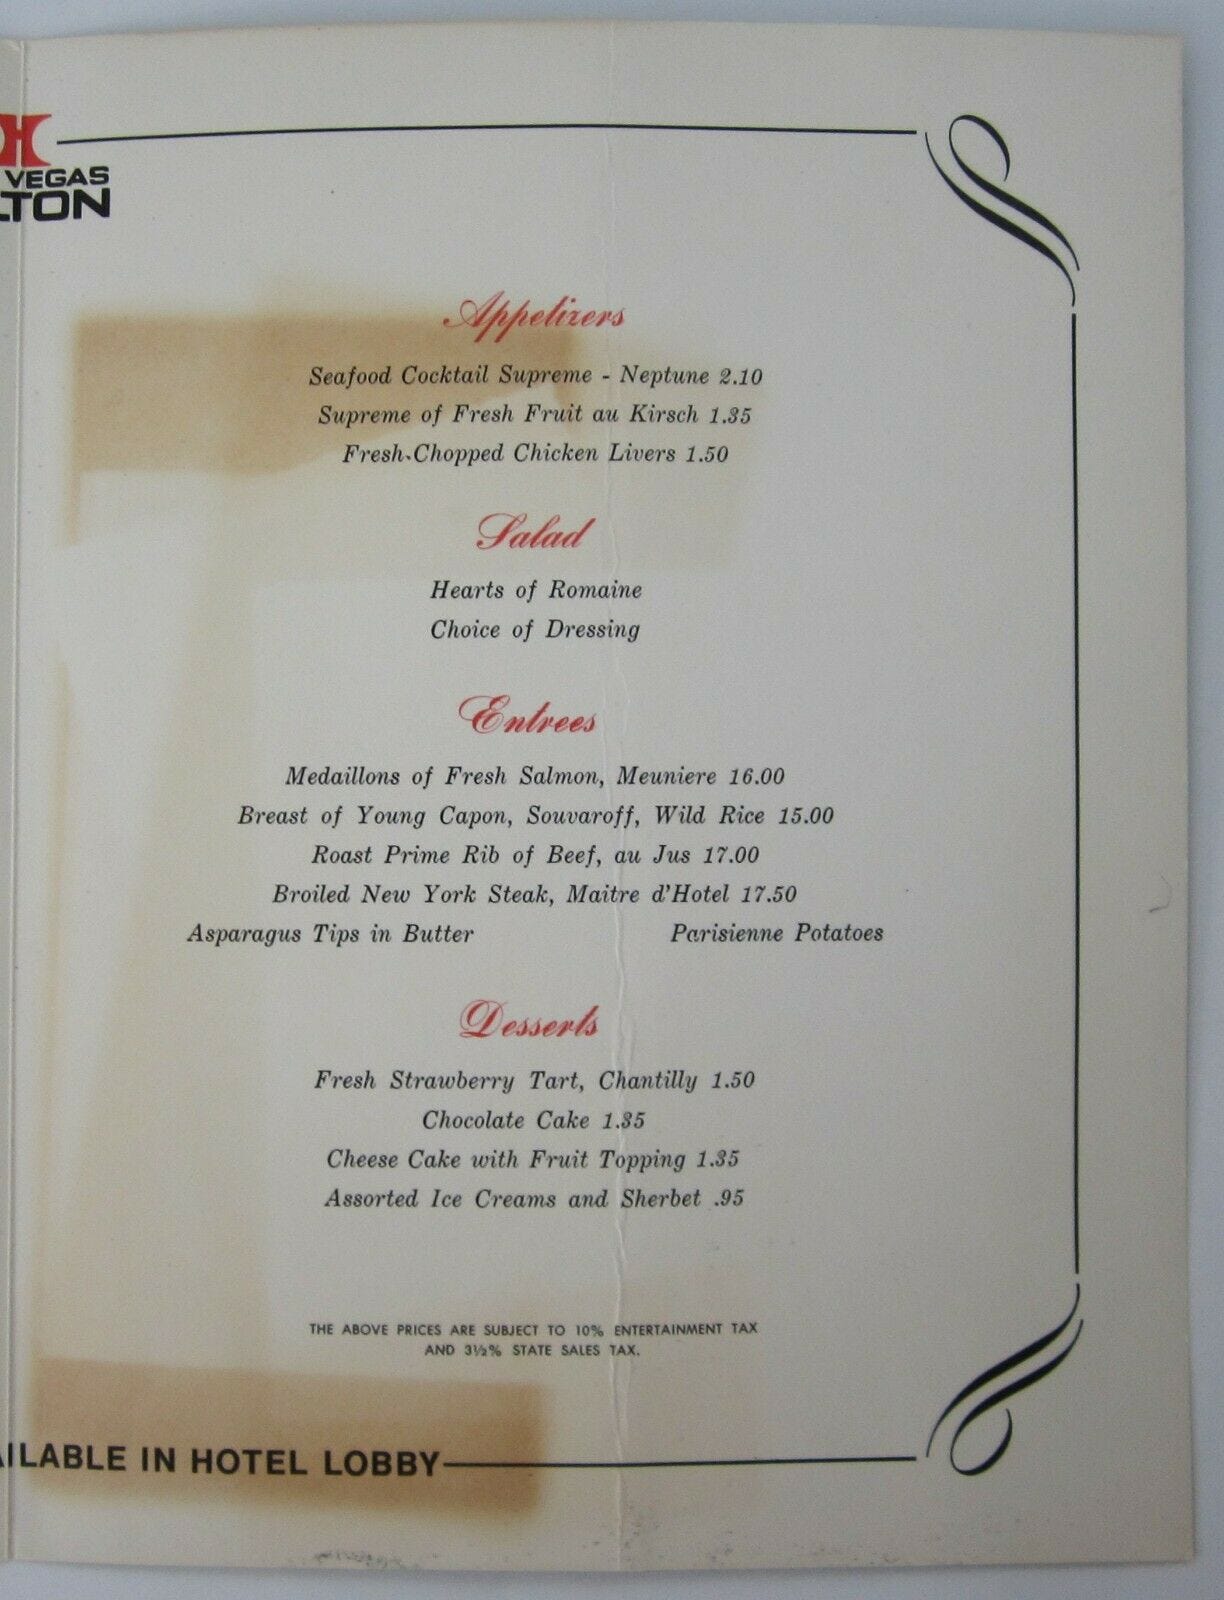 H
VEGAS
LTON
Appetizers
Seafood Cocktail Supreme - Neptune 2.10
Supreme of Fresh Fruit au Kirsch 1.35
Fresh Chopped Chicken Livers 1.50
Salad
Hearts of Romaine
Choice of Dressing
Entrees
Medaillons of Fresh Salmon, Meuniere 16.00
Breast of Young Capon, Souvaroff, Wild Rice 15.00
Roast Prime Rib of Beef, au Jus 17.00
Broiled New York Steak, Maitre d'Hotel 17.50
Asparagus Tips in Butter Parisienne Potatoes
Desserts
Fresh Strawberry Tart, Chantilly 1.50
Chocolate Cake 1.35
Cheese Cake with Fruit Topping 1.35
Assorted Ice Creams and Sherbet .95
THE ABOVE PRICES ARE SUBJECT TO 10% ENTERTAINMENT TAX
AND 3½% STATE SALES TAX.
AILABLE IN HOTEL LOBBY